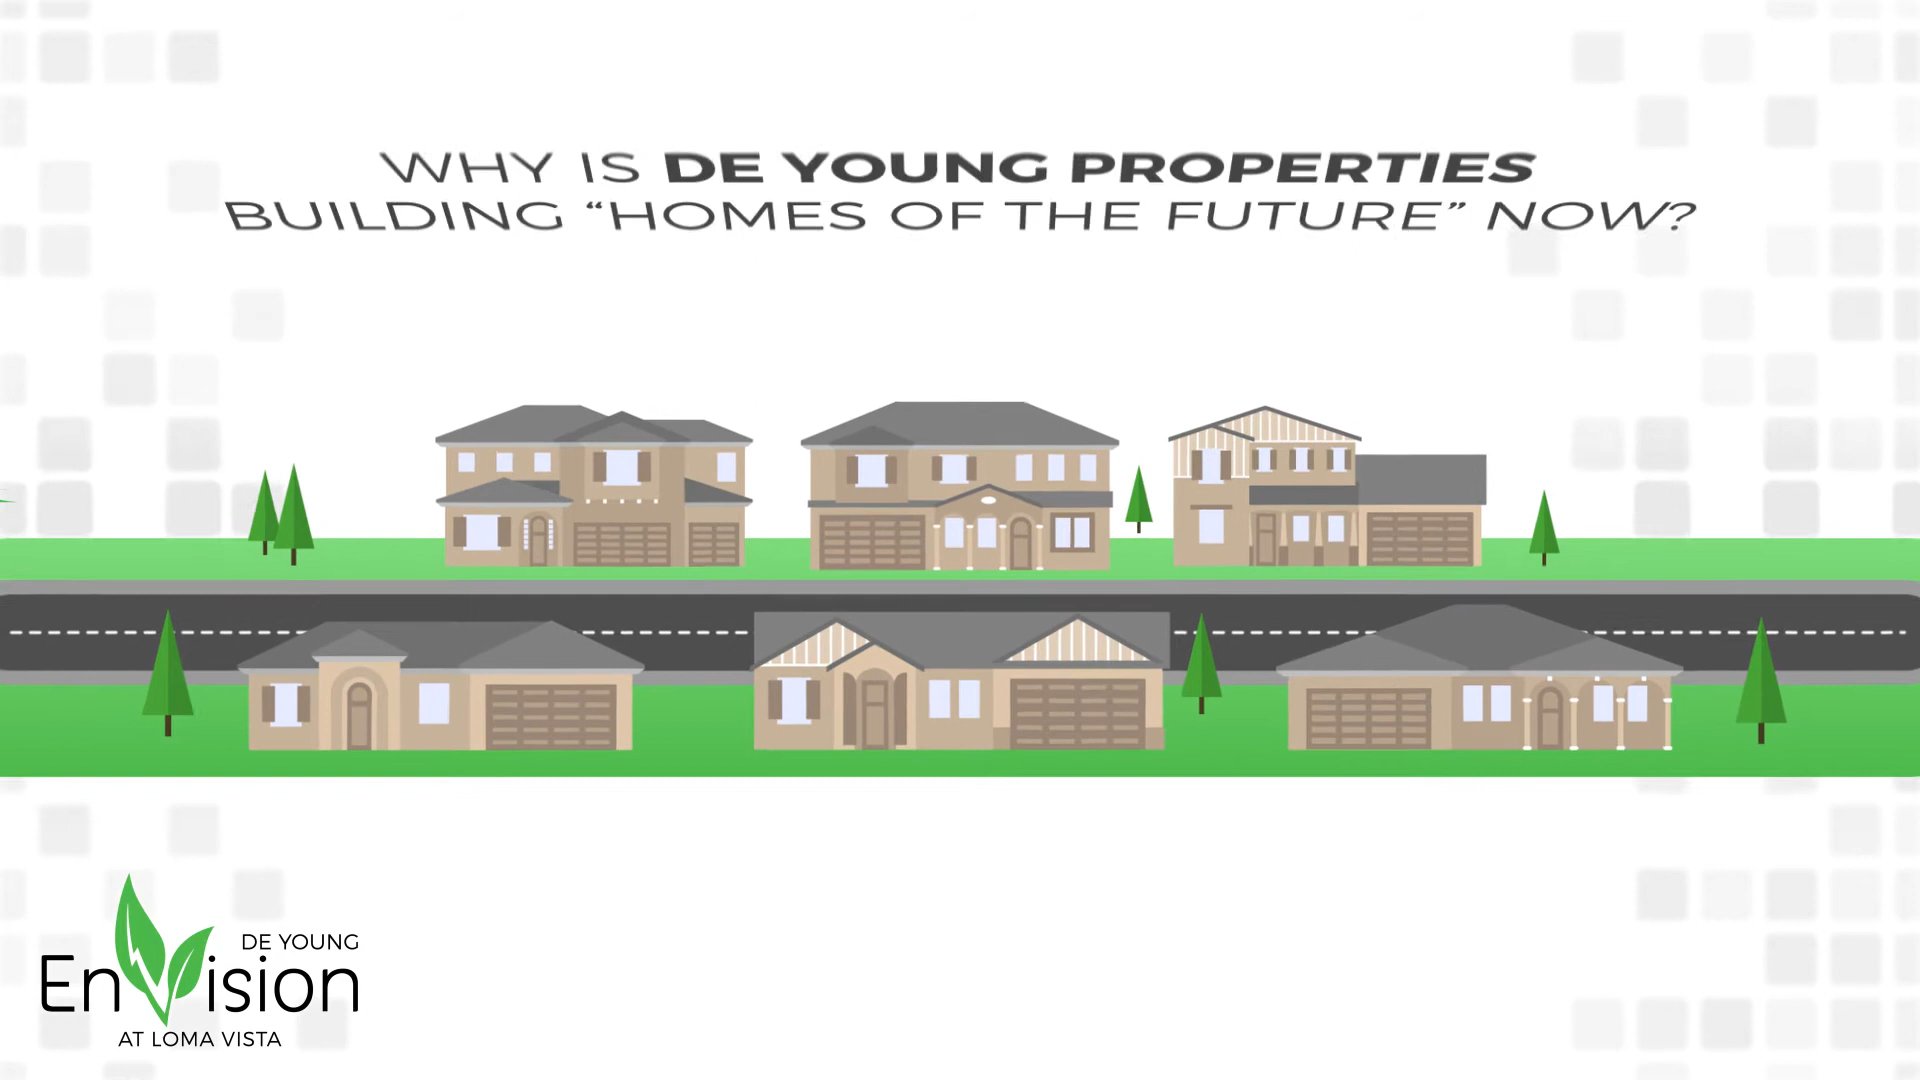 WHY IS DE YOUNG PROPERTIES
BUILDING “HOMES OF THE FUTURE” NOW?
DE YOUNG
EnVision
AT LOMA VISTA